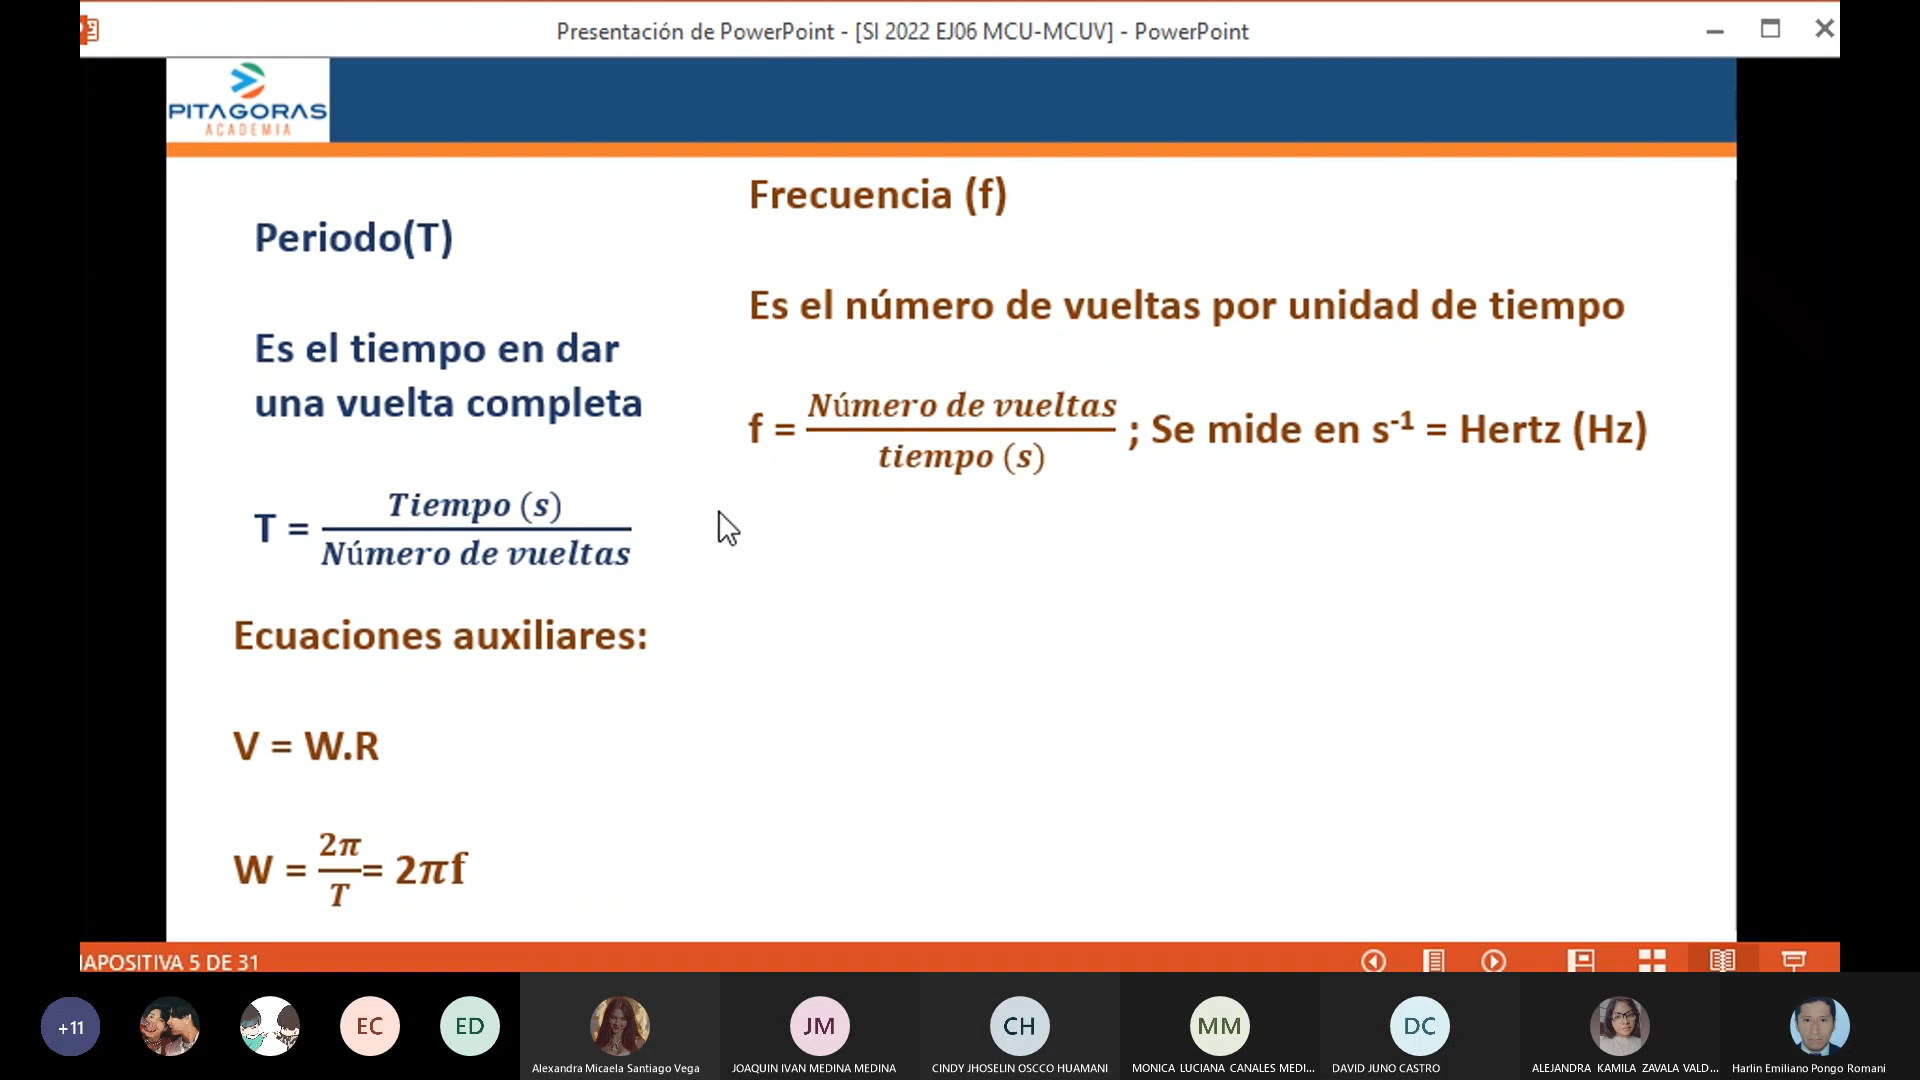 Presentación de PowerPoint - [SI 2022 EJ06 MCU-MCUV] - PowerPoint
PITAGORAS
ACADEMIA
Periodo(T)
Es el tiempo en dar
una vuelta completa
T = Tiempo (s) / Número de vueltas
Frecuencia (f)
Es el número de vueltas por unidad de tiempo
f = Número de vueltas / tiempo (s) ; Se mide en s⁻¹ = Hertz (Hz)
Ecuaciones auxiliares:
V = W.R
W = 2π / T = 2πf
IAPOSITIVA 5 DE 31
+11
EC
ED
JM
CH
MM
DC
Alexandra Micaela Santiago Vega
JOAQUIN IVAN MEDINA MEDINA
CINDY JHOSELIN OSCCO HUAMANI
MONICA LUCIANA CANALES MEDI...
DAVID JUNO CASTRO
ALEJANDRA KAMILA ZAVALA VALD...
Harlin Emiliano Pongo Romani